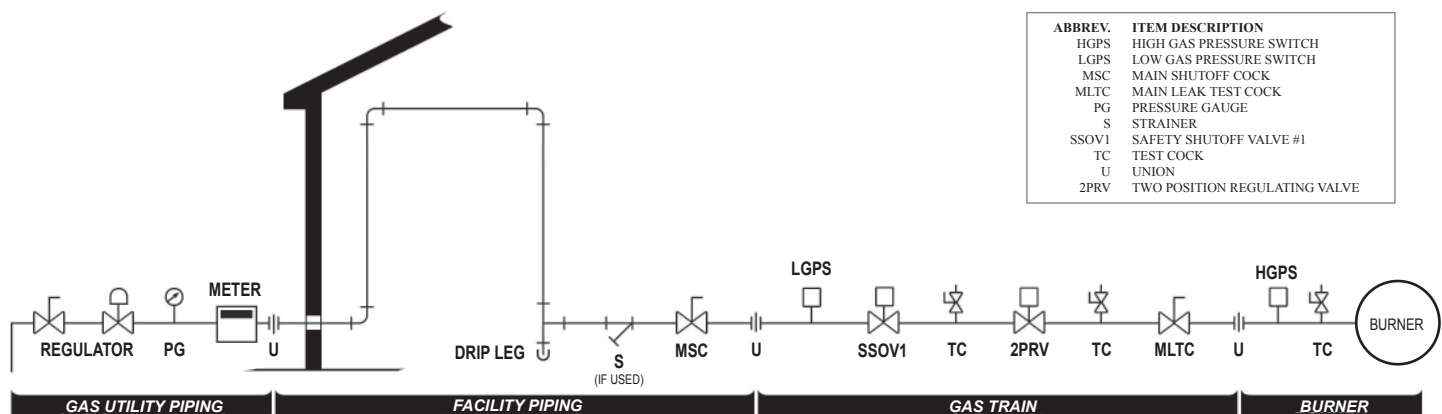 ABBREV. ITEM DESCRIPTION
HGPS HIGH GAS PRESSURE SWITCH
LGPS LOW GAS PRESSURE SWITCH
MSC MAIN SHUTOFF COCK
MLTC MAIN LEAK TEST COCK
PG PRESSURE GAUGE
S STRAINER
SSOV1 SAFETY SHUTOFF VALVE #1
TC TEST COCK
U UNION
2PRV TWO POSITION REGULATING VALVE
METER
LGPS
HGPS
BURNER
REGULATOR PG U DRIP LEG S MSC U SSOV1 TC 2PRV TC MLTC U TC
(IF USED)
GAS UTILITY PIPING FACILITY PIPING GAS TRAIN BURNER